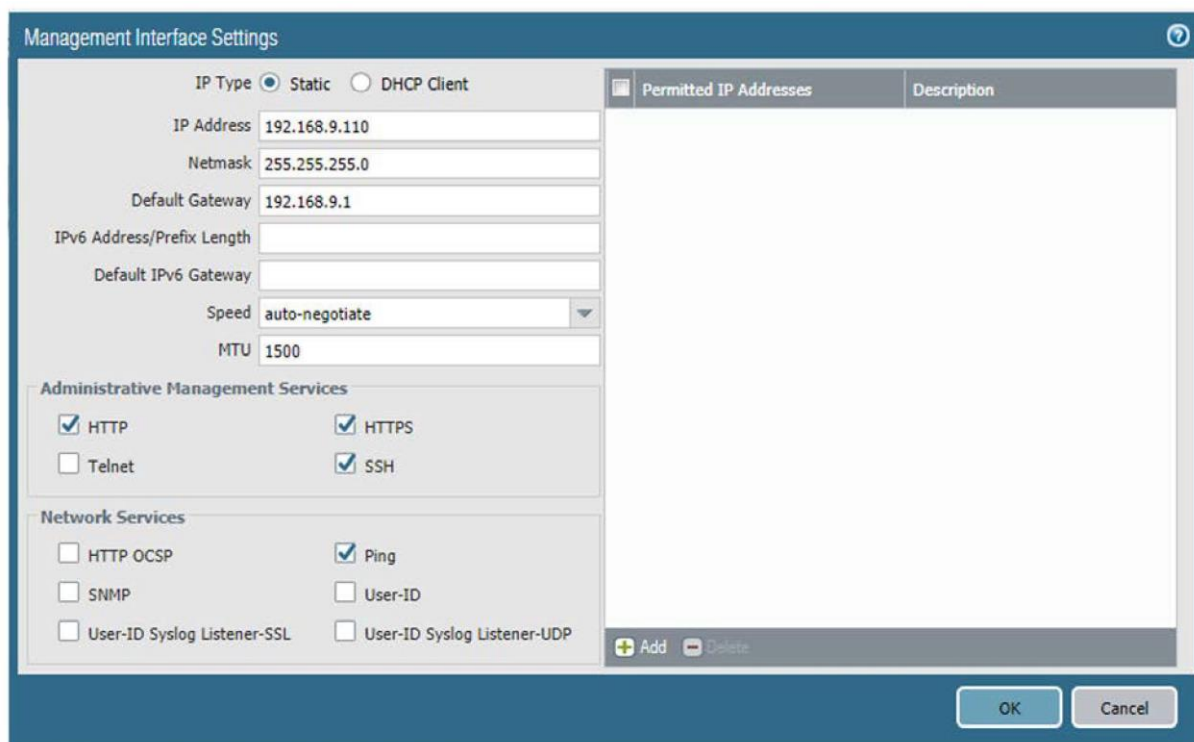 Management Interface Settings
IP Type Static DHCP Client
IP Address 192.168.9.110
Netmask 255.255.255.0
Default Gateway 192.168.9.1
IPv6 Address/Prefix Length
Default IPv6 Gateway
Speed auto-negotiate
MTU 1500
Administrative Management Services
HTTP HTTPS
Telnet SSH
Network Services
HTTP OCSP Ping
SNMP User-ID
User-ID Syslog Listener-SSL User-ID Syslog Listener-UDP
Permitted IP Addresses Description
Add Delete
OK Cancel